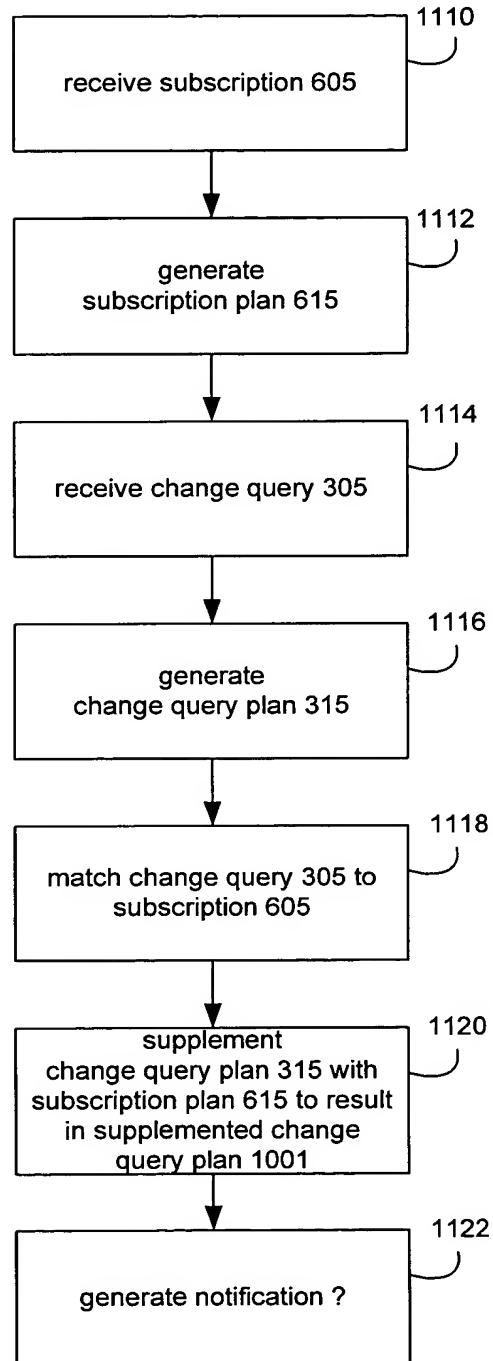 1110
receive subscription 605
1112
generate
subscription plan 615
1114
receive change query 305
1116
generate
change query plan 315
1118
match change query 305 to
subscription 605
1120
supplement
change query plan 315 with
subscription plan 615 to result
in supplemented change
query plan 1001
1122
generate notification ?